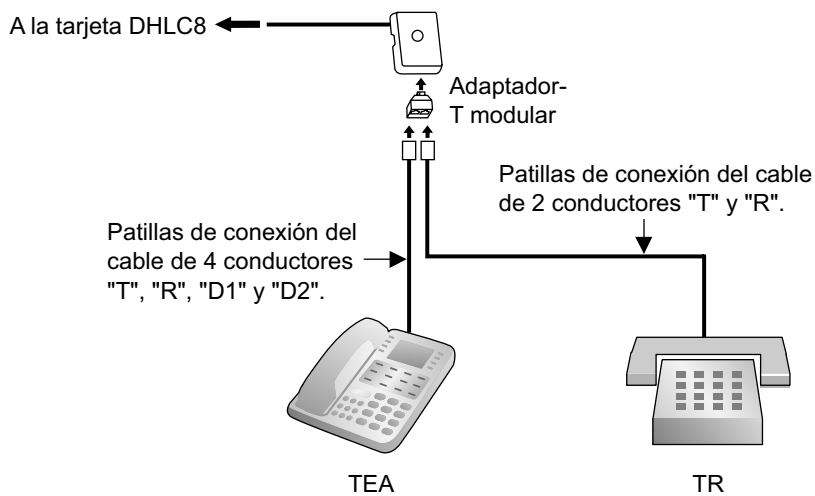 A la tarjeta DHLC8
Adaptador-
T modular
Patillas de conexión del cable
de 2 conductores "T" y "R".
Patillas de conexión del
cable de 4 conductores
"T", "R", "D1" y "D2".
TEA
TR